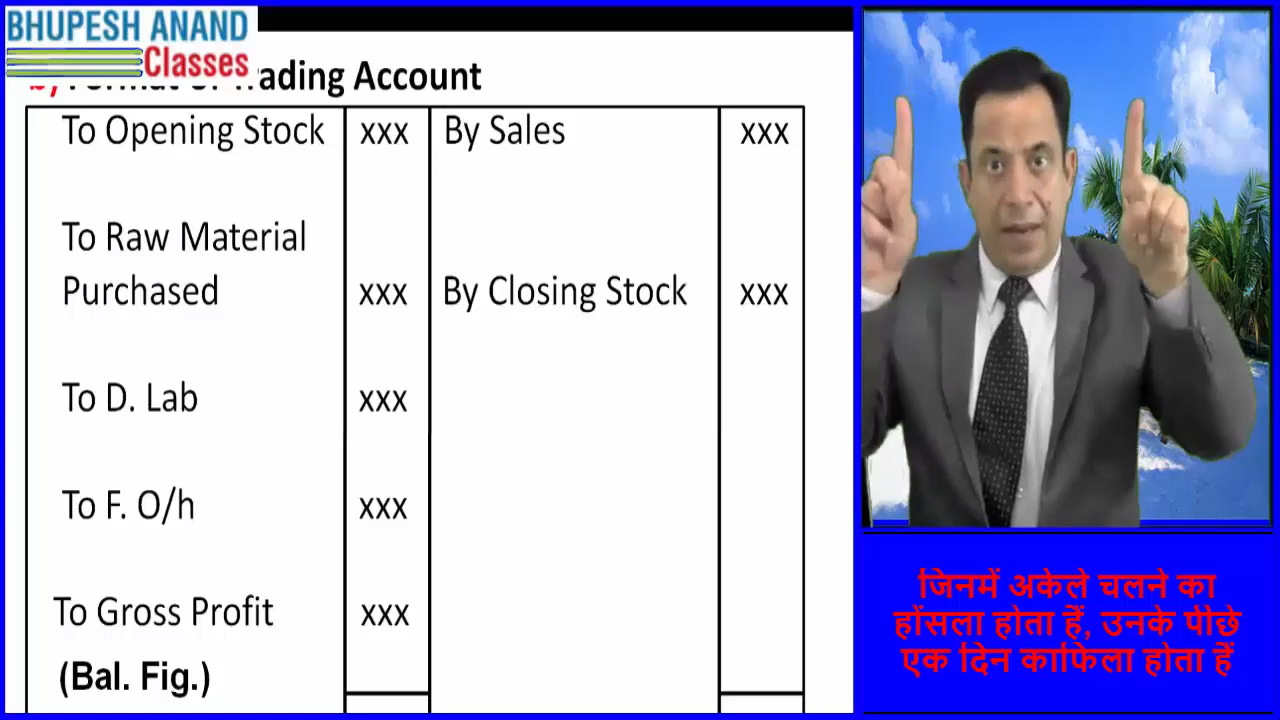 BHUPESH ANAND
Classes
Trading Account
To Opening Stock xxx By Sales xxx
To Raw Material
Purchased xxx By Closing Stock xxx
To D. Lab xxx
To F. O/h xxx
To Gross Profit xxx
(Bal. Fig.)
जिनमें अकेले चलने का
होंसला होता हें, उनके पीछे
एक दिन काफिला होता हें